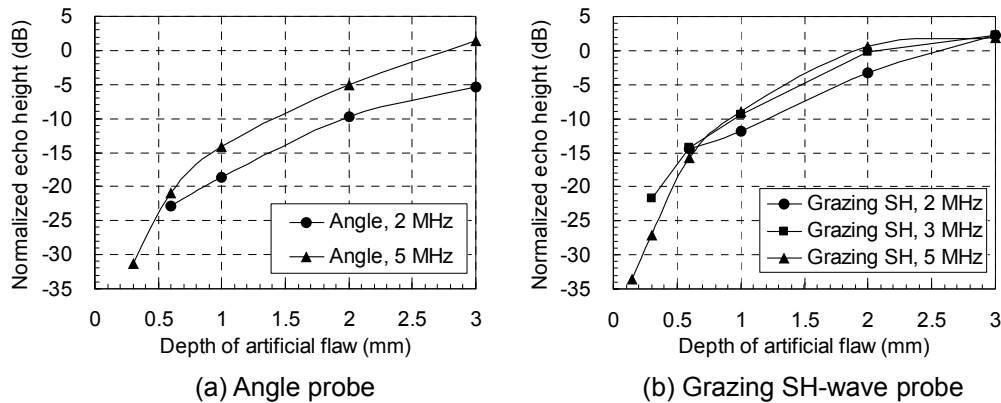 Normalized echo height (dB)
5
0
-5
-10
-15
-20
-25
-30
-35
0
0.5
1
1.5
2
2.5
3
Angle, 2 MHz
Angle, 5 MHz
Depth of artificial flaw (mm)
(a) Angle probe
Normalized echo height (dB)
5
0
-5
-10
-15
-20
-25
-30
-35
0
0.5
1
1.5
2
2.5
3
Grazing SH, 2 MHz
Grazing SH, 3 MHz
Grazing SH, 5 MHz
Depth of artificial flaw (mm)
(b) Grazing SH-wave probe